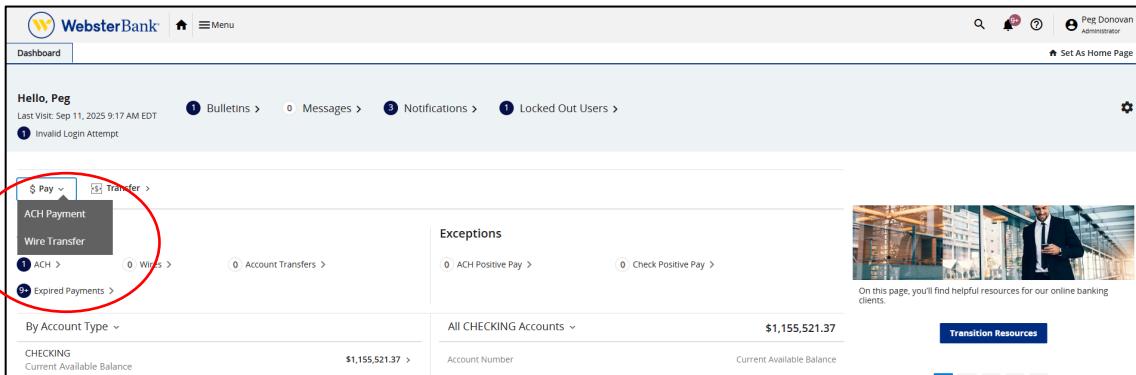 WebsterBank
Menu
9+
Peg Donovan
Administrator
Dashboard
Set As Home Page
Hello, Peg
Last Visit: Sep 11, 2025 9:17 AM EDT
1 Invalid Login Attempt
1 Bulletins >
0 Messages >
3 Notifications >
1 Locked Out Users >
$ Pay
Transfer >
ACH Payment
Wire Transfer
1 ACH >
0 Wires >
0 Account Transfers >
9+ Expired Payments >
Exceptions
0 ACH Positive Pay >
0 Check Positive Pay >
On this page, you'll find helpful resources for our online banking
clients.
Transition Resources
By Account Type
CHECKING
Current Available Balance
$1,155,521.37 >
All CHECKING Accounts
$1,155,521.37
Account Number
Current Available Balance